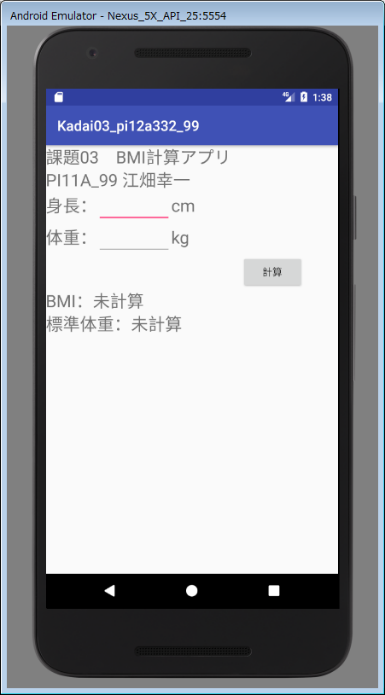 Android Emulator - Nexus_5X_API_25:5554
4G 1:38
Kadai03_pi12a332_99
課題03　BMI計算アプリ
PI11A_99 江畑幸一
身長： cm
体重： kg
計算
BMI：未計算
標準体重：未計算